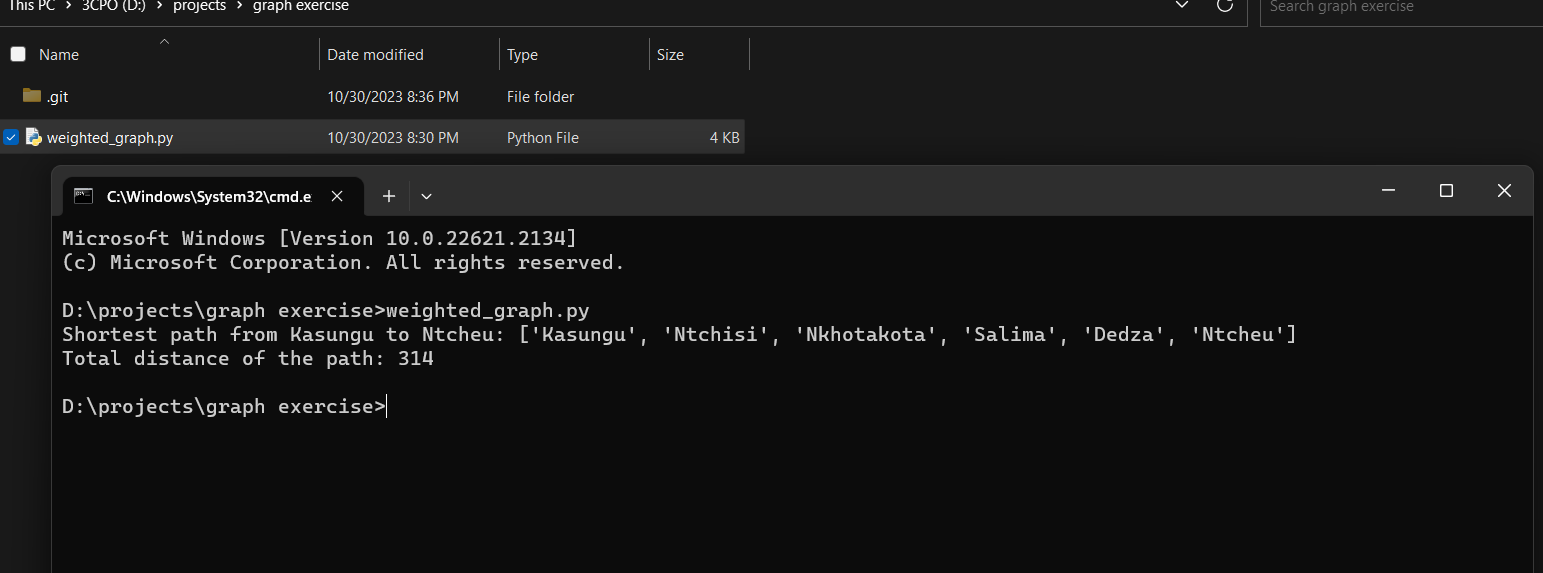 This PC > 3CPO (D:) > projects > graph exercise
Search graph exercise
Name Date modified Type Size
.git 10/30/2023 8:36 PM File folder
weighted_graph.py 10/30/2023 8:30 PM Python File 4 KB
C:\Windows\System32\cmd.e
Microsoft Windows [Version 10.0.22621.2134]
(c) Microsoft Corporation. All rights reserved.
D:\projects\graph exercise>weighted_graph.py
Shortest path from Kasungu to Ntcheu: ['Kasungu', 'Ntchisi', 'Nkhotakota', 'Salima', 'Dedza', 'Ntcheu']
Total distance of the path: 314
D:\projects\graph exercise>